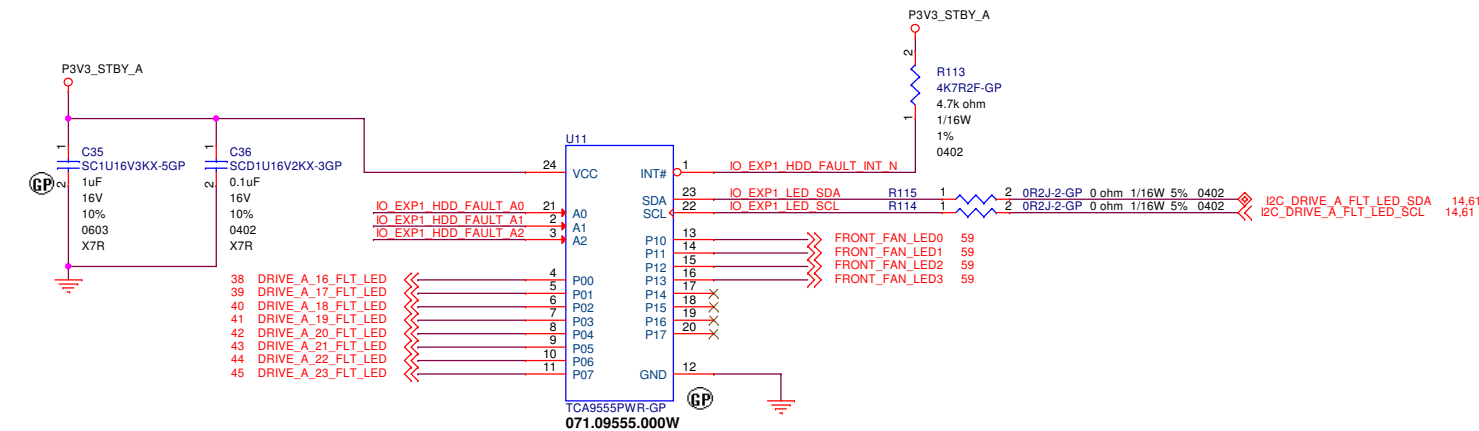 P3V3_STBY_A
2
R113
4K7R2F-GP
4.7k ohm
1/16W
1%
0402
1
P3V3_STBY_A
1
C35
SC1U16V3KX-5GP
2
1uF
16V
10%
0603
X7R
GP
1
C36
SCD1U16V2KX-3GP
2
0.1uF
16V
10%
0402
X7R
U11
24 VCC
INT# 1 IO_EXP1_HDD_FAULT_INT_N
SDA 23 IO_EXP1_LED_SDA R115 1 2 0R2J-2-GP 0 ohm 1/16W 5% 0402 I2C_DRIVE_A_FLT_LED_SDA 14,61
SCL 22 IO_EXP1_LED_SCL R114 1 2 0R2J-2-GP 0 ohm 1/16W 5% 0402 I2C_DRIVE_A_FLT_LED_SCL 14,61
IO_EXP1_HDD_FAULT_A0 21 A0
IO_EXP1_HDD_FAULT_A1 2 A1
IO_EXP1_HDD_FAULT_A2 3 A2
P10 13 FRONT_FAN_LED0 59
P11 14 FRONT_FAN_LED1 59
P12 15 FRONT_FAN_LED2 59
P13 16 FRONT_FAN_LED3 59
P14 17
P15 18
P16 19
P17 20
38 DRIVE_A_16_FLT_LED 4 P00
39 DRIVE_A_17_FLT_LED 5 P01
40 DRIVE_A_18_FLT_LED 6 P02
41 DRIVE_A_19_FLT_LED 7 P03
42 DRIVE_A_20_FLT_LED 8 P04
43 DRIVE_A_21_FLT_LED 9 P05
44 DRIVE_A_22_FLT_LED 10 P06
45 DRIVE_A_23_FLT_LED 11 P07
GND 12
GP
TCA9555PWR-GP
071.09555.000W